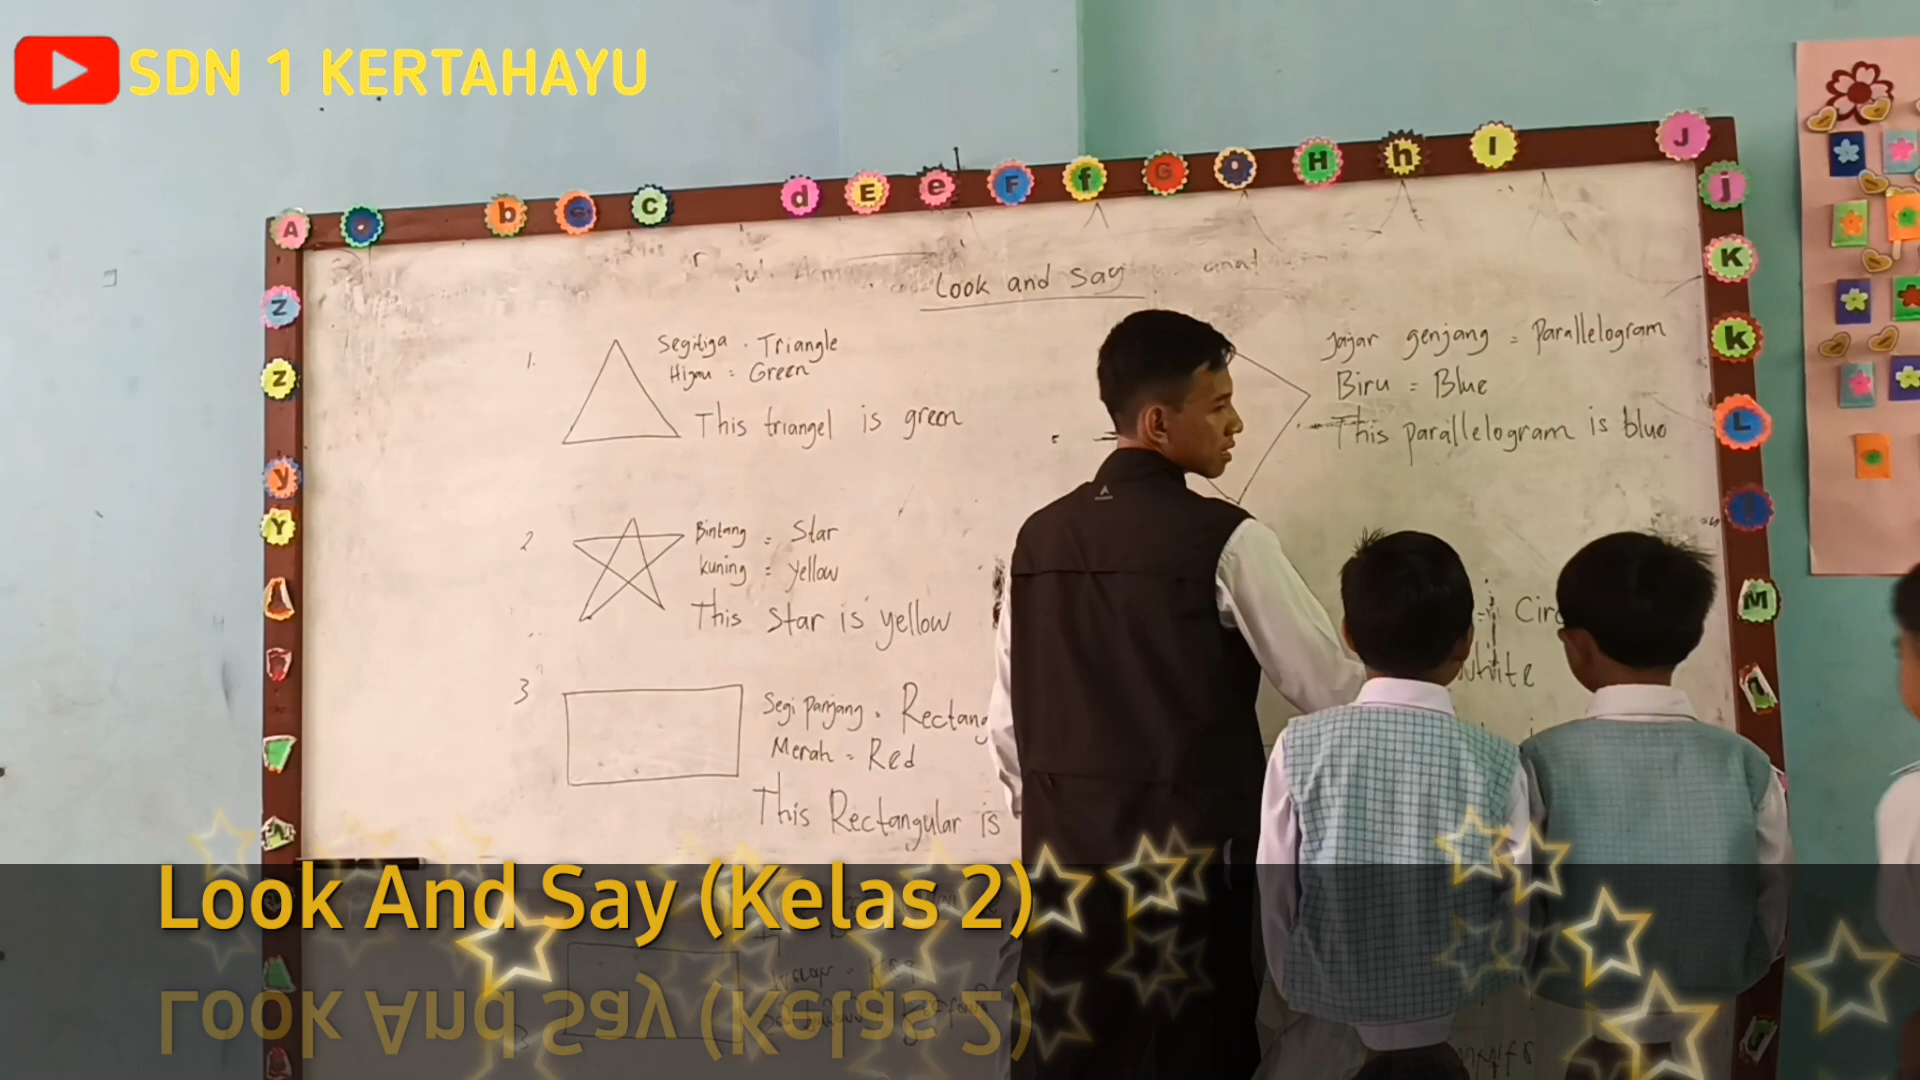 SDN 1 KERTAHAYU
A b c d E e F f G g H h I J
j
K
k
L
M
Z
z
y
Y
Look and Say
1. Segitiga . Triangle
Hijau = Green
This triangel is green
2 Bintang = Star
kuning = yellow
This Star is yellow
3 Segi panjang . Rectang
Merah = Red
This Rectangular is
Jajar genjang = Parallelogram
Biru = Blue
This parallelogram is blue
= Circ
white
Look And Say (Kelas 2)